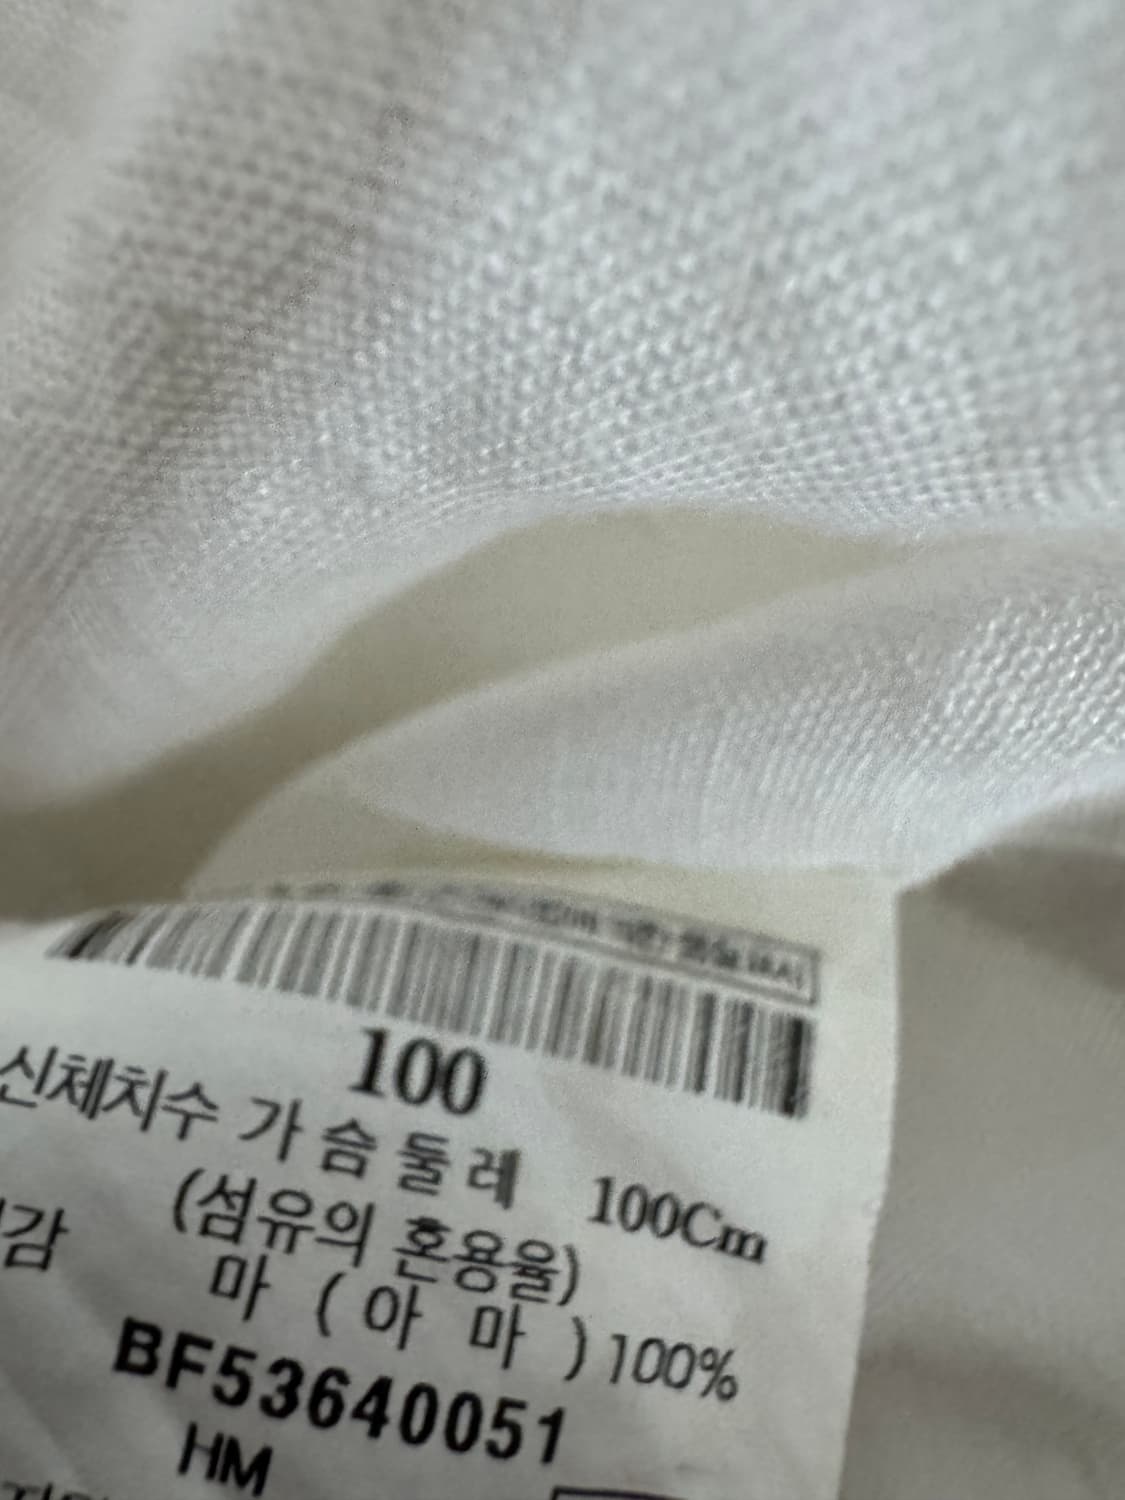 100
신체치수 가슴둘레 100Cm
(섬유의 혼용율)
감 마 ( 아 마 ) 100%
BF53640051
HM